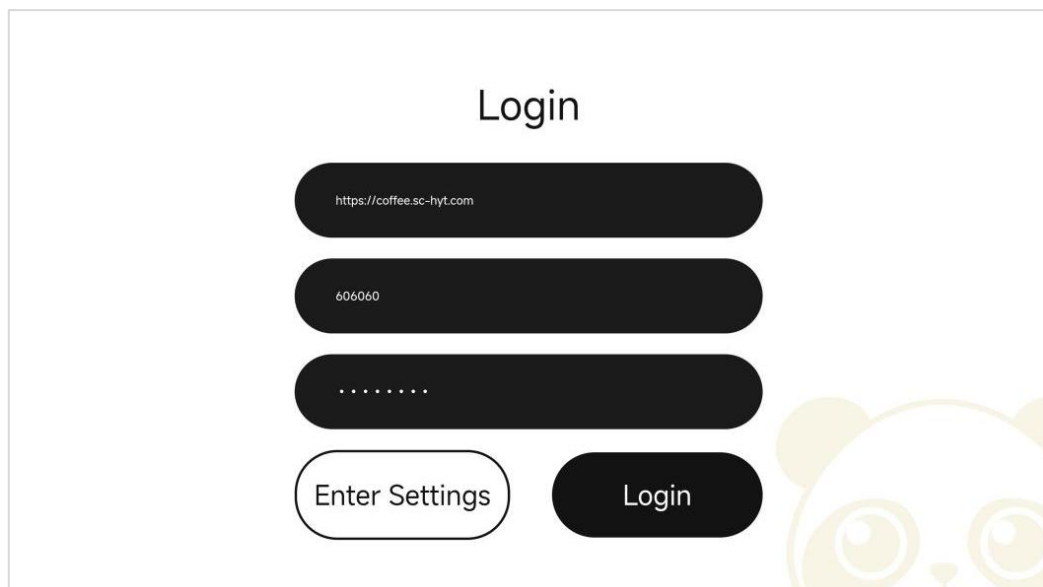 Login
https://coffee.sc-hyt.com
606060
••••••••
Enter Settings
Login